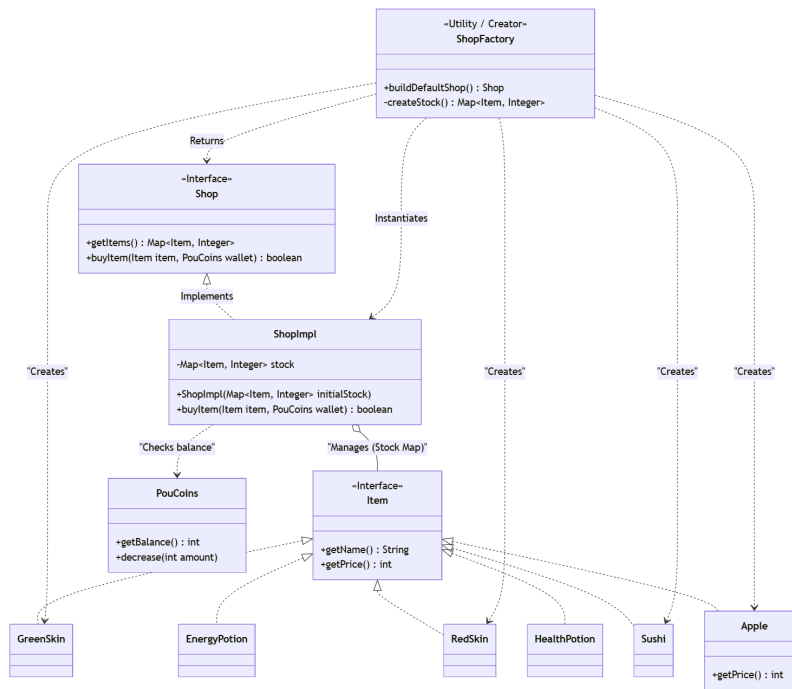 «Utility / Creator»
ShopFactory
+buildDefaultShop() : Shop
-createStock() : Map<Item, Integer>
Returns
«Interface»
Shop
+getItems() : Map<Item, Integer>
+buyItem(Item item, PouCoins wallet) : boolean
Instantiates
Implements
ShopImpl
-Map<Item, Integer> stock
+ShopImpl(Map<Item, Integer> initialStock)
+buyItem(Item item, PouCoins wallet) : boolean
"Creates"
"Creates"
"Creates"
"Creates"
"Checks balance"
"Manages (Stock Map)"
PouCoins
+getBalance() : int
+decrease(int amount)
«Interface»
Item
+getName() : String
+getPrice() : int
GreenSkin
EnergyPotion
RedSkin
HealthPotion
Sushi
Apple
+getPrice() : int